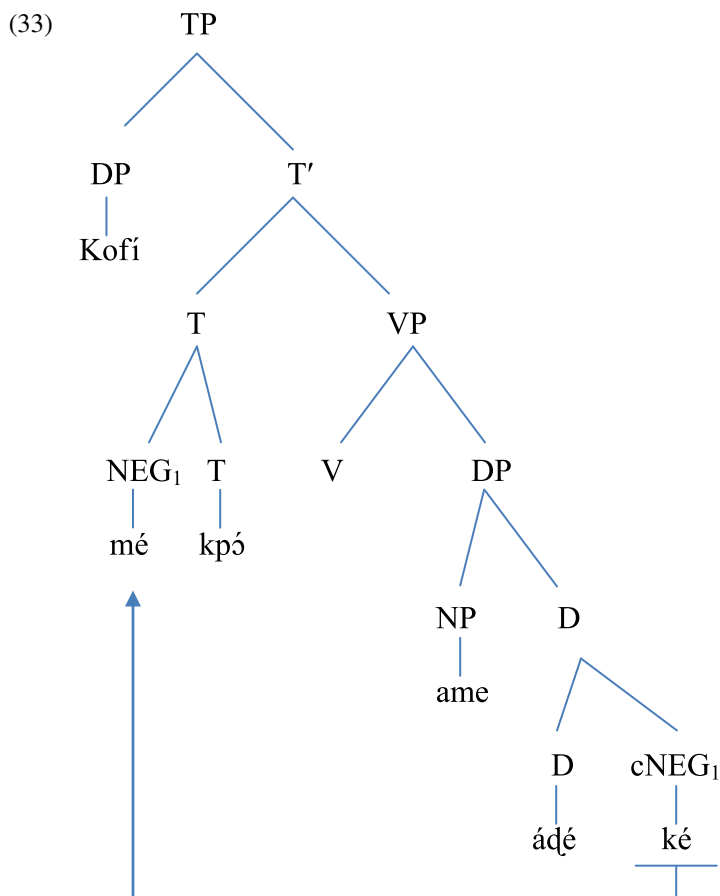 (33) TP
DP T′
Kofí
T VP
NEG₁ T V DP
mé kpɔ́
NP D
ame
D cNEG₁
áɖé ké